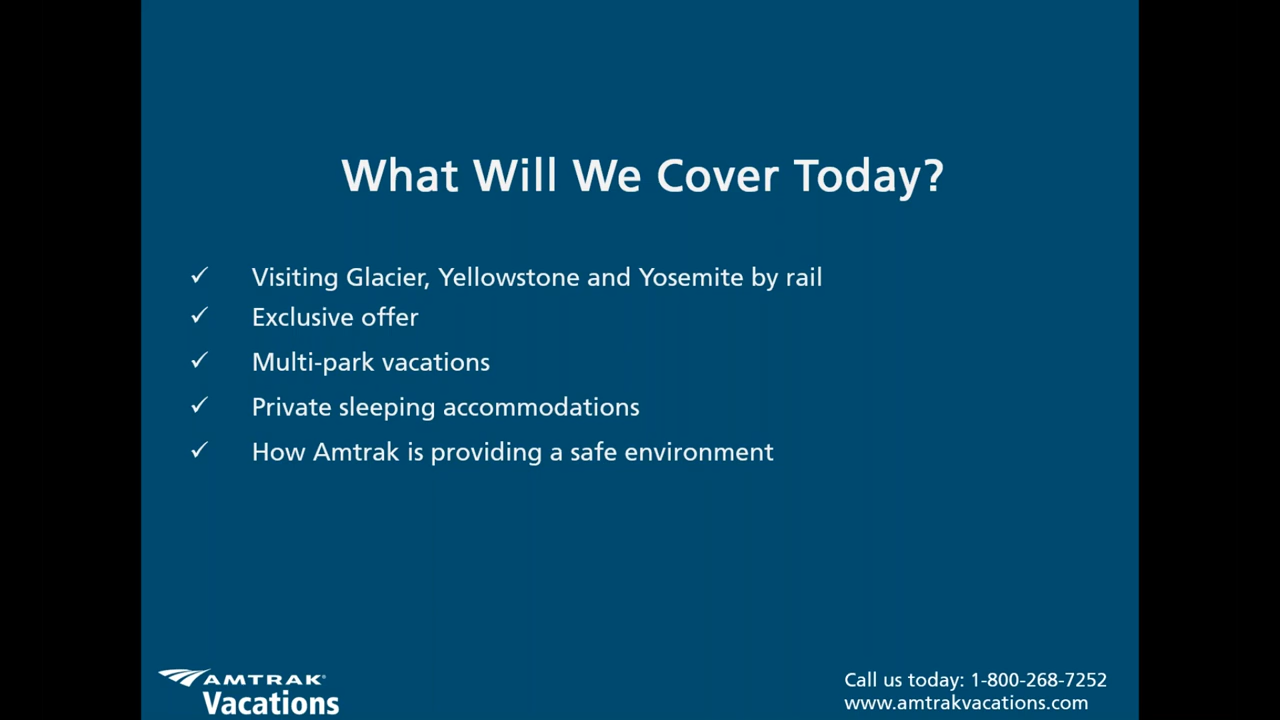 What Will We Cover Today?
✓ Visiting Glacier, Yellowstone and Yosemite by rail
✓ Exclusive offer
✓ Multi-park vacations
✓ Private sleeping accommodations
✓ How Amtrak is providing a safe environment
AMTRAK®
Vacations
Call us today: 1-800-268-7252
www.amtrakvacations.com